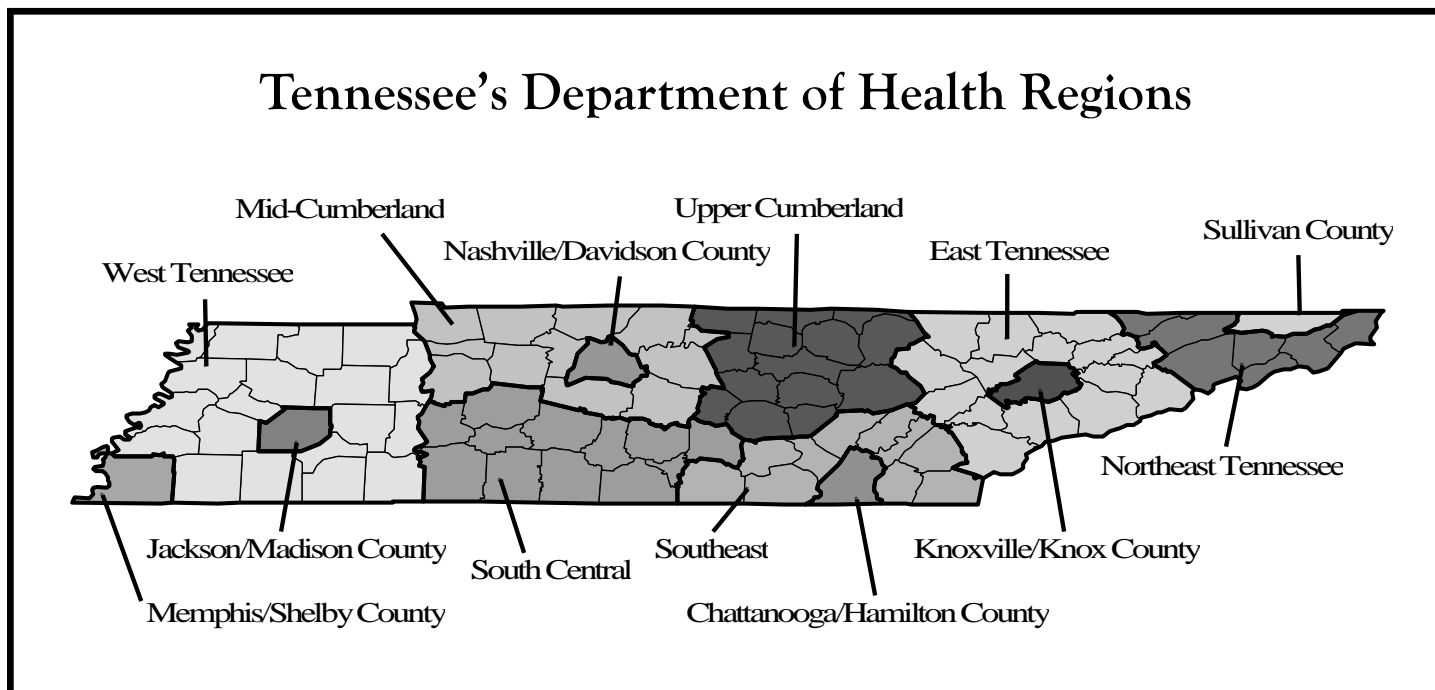 Tennessee's Department of Health Regions
Mid-Cumberland
Upper Cumberland
Sullivan County
Nashville/Davidson County
East Tennessee
West Tennessee
Northeast Tennessee
Jackson/Madison County
Southeast
Knoxville/Knox County
South Central
Memphis/Shelby County
Chattanooga/Hamilton County